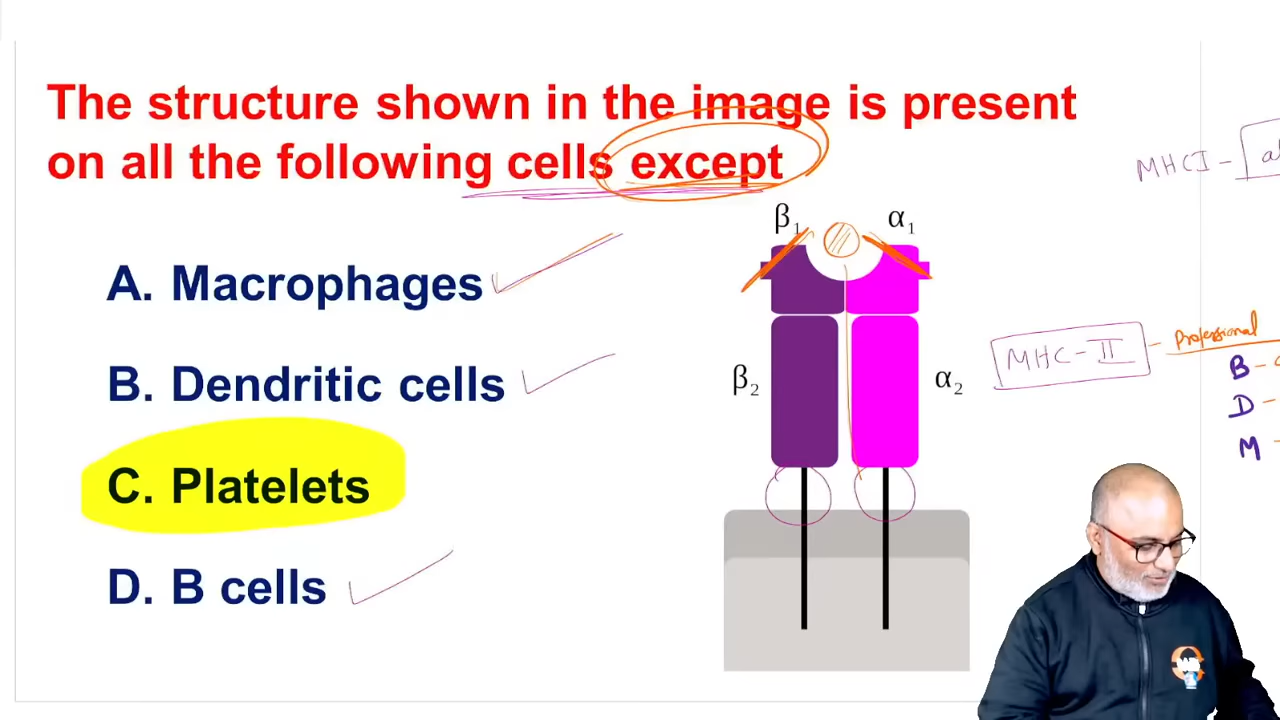 The structure shown in the image is present
on all the following cells except
MHCI -
A. Macrophages
B. Dendritic cells
C. Platelets
D. B cells
β1
α1
β2
α2
MHC-II - Professional
B -
D -
M -